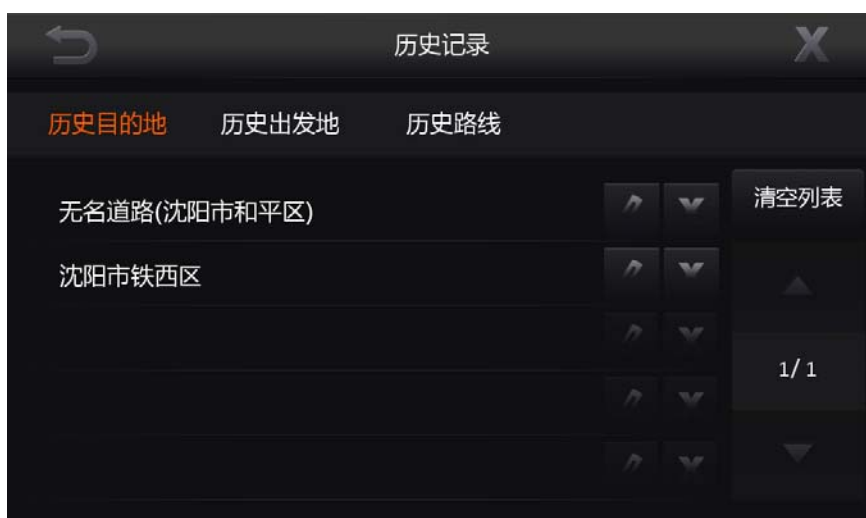 历史记录
历史目的地 历史出发地 历史路线
无名道路(沈阳市和平区)
清空列表
沈阳市铁西区
1/1